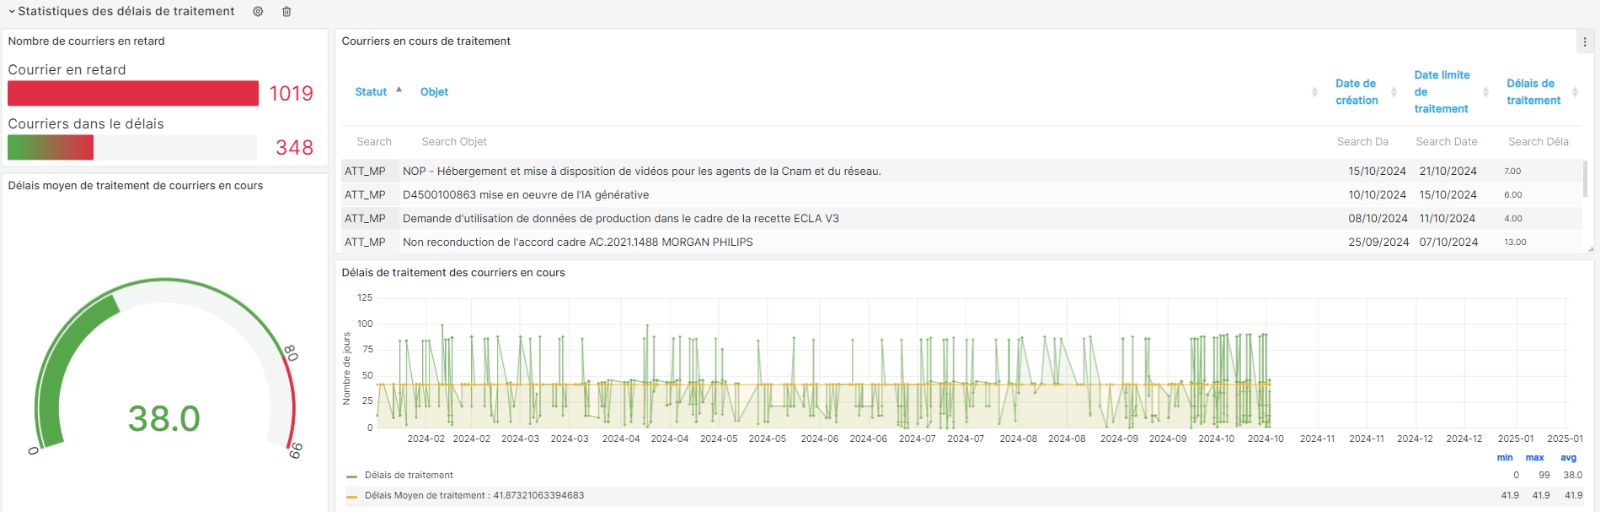 Statistiques des délais de traitement
Nombre de courriers en retard
Courrier en retard
1019
Courriers dans le délais
348
Délais moyen de traitement de courriers en cours
38.0
0
80
99
Courriers en cours de traitement
Statut Objet Date de création Date limite de traitement Délais de traitement
Search Search Objet Search Da Search Date Search Déla
ATT_MP NOP - Hébergement et mise à disposition de vidéos pour les agents de la Cnam et du réseau. 15/10/2024 21/10/2024 7.00
ATT_MP D4500100863 mise en oeuvre de l'IA générative 10/10/2024 15/10/2024 6.00
ATT_MP Demande d'utilisation de données de production dans le cadre de la recette ECLA V3 08/10/2024 11/10/2024 4.00
ATT_MP Non reconduction de l'accord cadre AC.2021.1488 MORGAN PHILIPS 25/09/2024 07/10/2024 13.00
Délais de traitement des courriers en cours
Nombre de jours
125
100
75
50
25
0
2024-02 2024-02 2024-03 2024-03 2024-04 2024-04 2024-05 2024-05 2024-06 2024-06 2024-07 2024-07 2024-08 2024-08 2024-09 2024-09 2024-10 2024-10 2024-11 2024-11 2024-12 2024-12 2025-01 2025-01
min max avg
Délais de traitement 0 99 38.0
Délais Moyen de traitement : 41.87321063394683 41.9 41.9 41.9